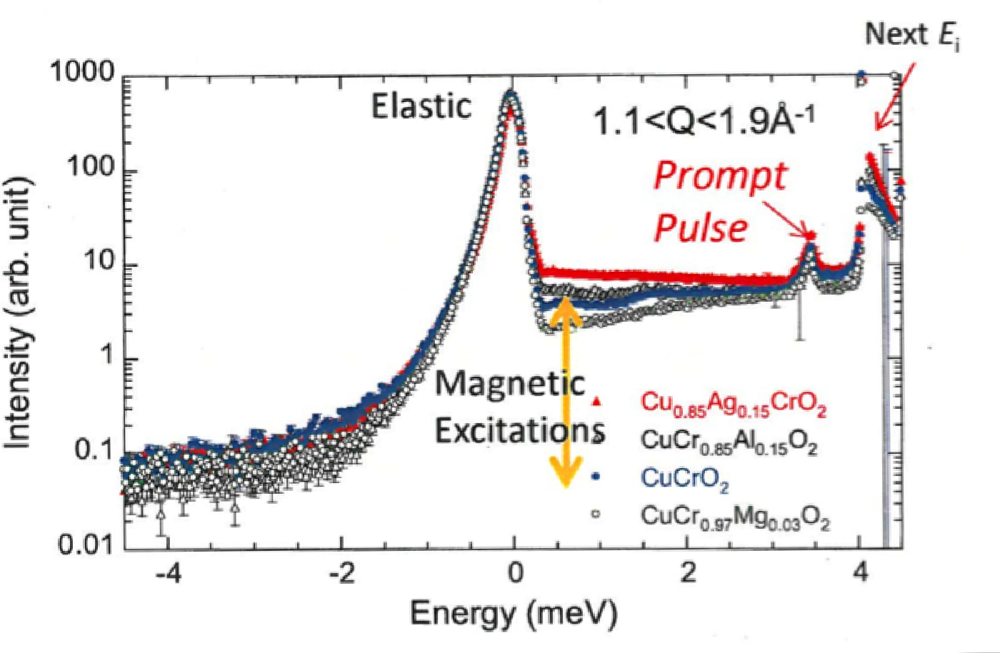 Next Eᵢ
1000
Elastic
1.1<Q<1.9Å⁻¹
100
Prompt
Pulse
10
1
Magnetic
Excitations
0.1
0.01
Cu₀.₈₅Ag₀.₁₅CrO₂
CuCr₀.₈₅Al₀.₁₅O₂
CuCrO₂
CuCr₀.₉₇Mg₀.₀₃O₂
-4 -2 0 2 4
Energy (meV)
Intensity (arb. unit)